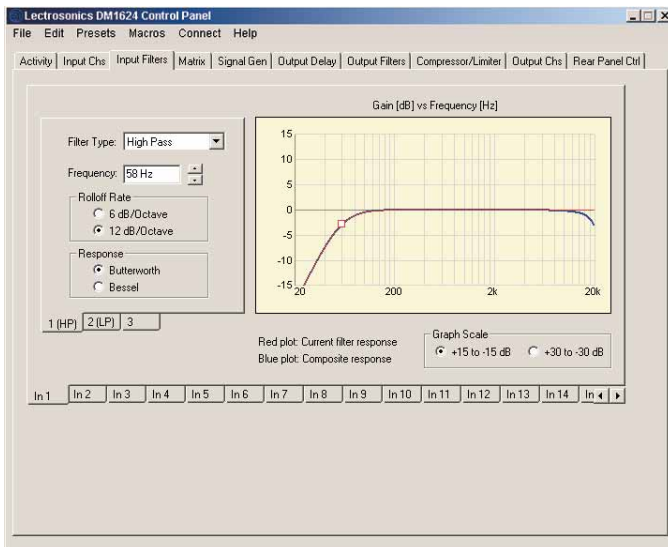 Lectrosonics DM1624 Control Panel
File Edit Presets Macros Connect Help
Activity Input Chs Input Filters Matrix Signal Gen Output Delay Output Filters Compressor/Limiter Output Chs Rear Panel Ctrl
Gain [dB] vs Frequency [Hz]
Filter Type: High Pass
Frequency: 58 Hz
Rolloff Rate
6 dB/Octave
12 dB/Octave
Response
Butterworth
Bessel
1 (HP) 2 (LP) 3
15
10
5
0
-5
-10
-15
20 200 2k 20k
Red plot: Current filter response
Blue plot: Composite response
Graph Scale
+15 to -15 dB +30 to -30 dB
In 1 In 2 In 3 In 4 In 5 In 6 In 7 In 8 In 9 In 10 In 11 In 12 In 13 In 14 In